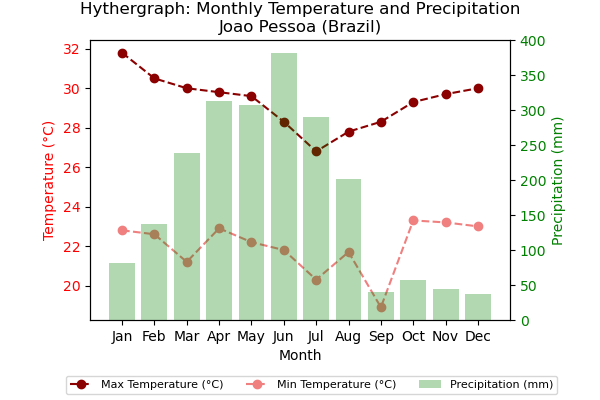 Hythergraph: Monthly Temperature and Precipitation
Joao Pessoa (Brazil)
Temperature (°C)
32
30
28
26
24
22
20
400
350
300
250
200
150
100
50
0
Precipitation (mm)
Jan Feb Mar Apr May Jun Jul Aug Sep Oct Nov Dec
Month
Max Temperature (°C) Min Temperature (°C) Precipitation (mm)